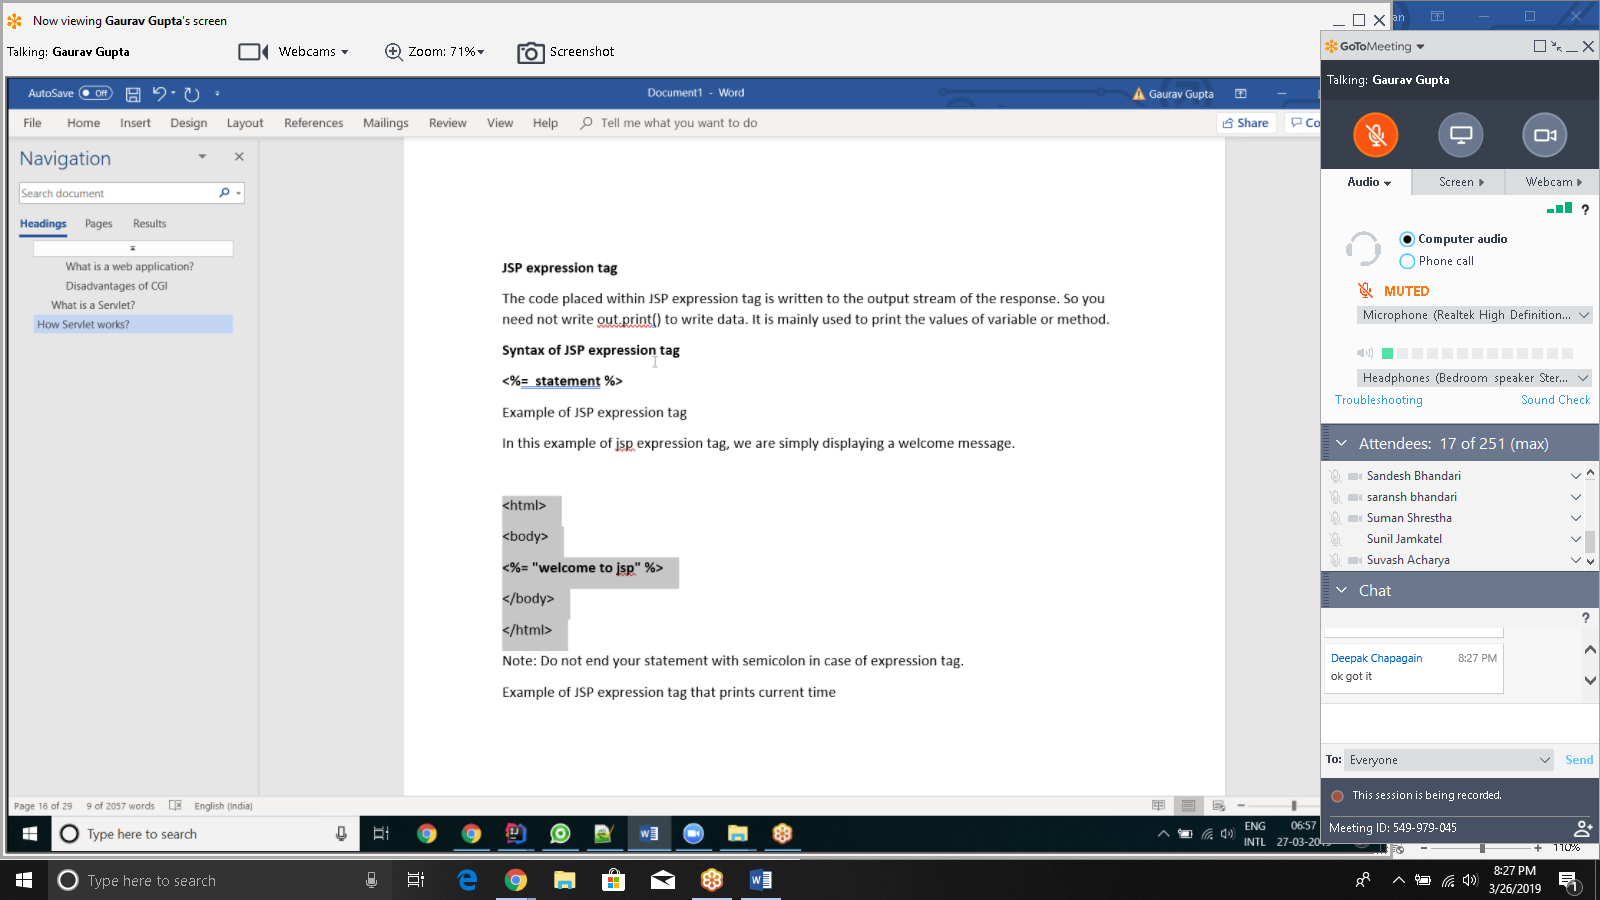 Now viewing Gaurav Gupta's screen
Talking: Gaurav Gupta
Webcams
Zoom: 71%
Screenshot
AutoSave Off
Document1 - Word
Gaurav Gupta
File Home Insert Design Layout References Mailings Review View Help Tell me what you want to do
Share
Co
Navigation
Search document
Headings Pages Results
What is a web application?
Disadvantages of CGI
What is a Servlet?
How Servlet works?
JSP expression tag
The code placed within JSP expression tag is written to the output stream of the response. So you
need not write out.print() to write data. It is mainly used to print the values of variable or method.
Syntax of JSP expression tag
<%= statement %>
Example of JSP expression tag
In this example of jsp expression tag, we are simply displaying a welcome message.
<html>
<body>
<%= "welcome to jsp" %>
</body>
</html>
Note: Do not end your statement with semicolon in case of expression tag.
Example of JSP expression tag that prints current time
Page 16 of 29 9 of 2057 words English (India)
Type here to search
ENG
INTL
06:57
27-03-20
an
GoToMeeting
Talking: Gaurav Gupta
Audio Screen Webcam
?
Computer audio
Phone call
MUTED
Microphone (Realtek High Definition...
Headphones (Bedroom speaker Ster...
Troubleshooting Sound Check
Attendees: 17 of 251 (max)
Sandesh Bhandari
saransh bhandari
Suman Shrestha
Sunil Jamkatel
Suvash Acharya
Chat
?
Deepak Chapagain 8:27 PM
ok got it
To: Everyone Send
This session is being recorded.
Meeting ID: 549-979-045
110%
Type here to search
8:27 PM
3/26/2019
1